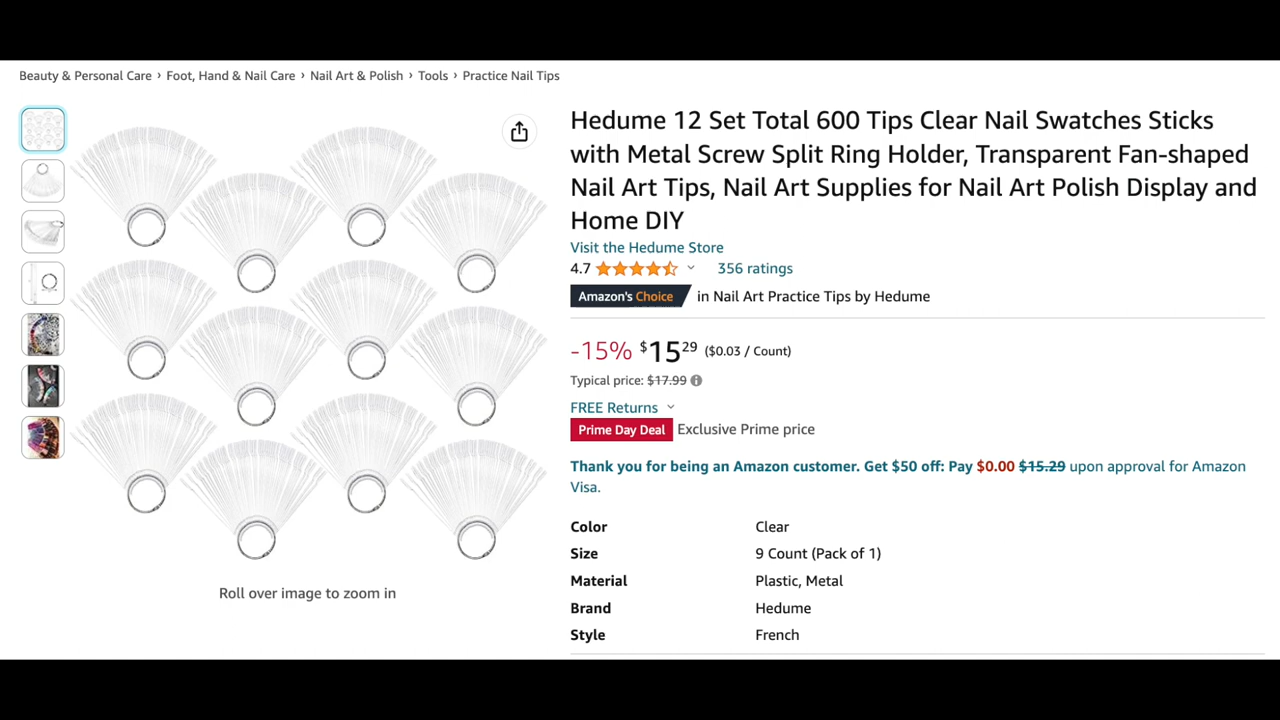 Beauty & Personal Care › Foot, Hand & Nail Care › Nail Art & Polish › Tools › Practice Nail Tips
Hedume 12 Set Total 600 Tips Clear Nail Swatches Sticks
with Metal Screw Split Ring Holder, Transparent Fan-shaped
Nail Art Tips, Nail Art Supplies for Nail Art Polish Display and
Home DIY
Visit the Hedume Store
4.7 356 ratings
Amazon's Choice in Nail Art Practice Tips by Hedume
-15% $15 29 ($0.03 / Count)
Typical price: $17.99
FREE Returns
Prime Day Deal Exclusive Prime price
Thank you for being an Amazon customer. Get $50 off: Pay $0.00 $15.29 upon approval for Amazon
Visa.
Color Clear
Size 9 Count (Pack of 1)
Material Plastic, Metal
Brand Hedume
Style French
Roll over image to zoom in